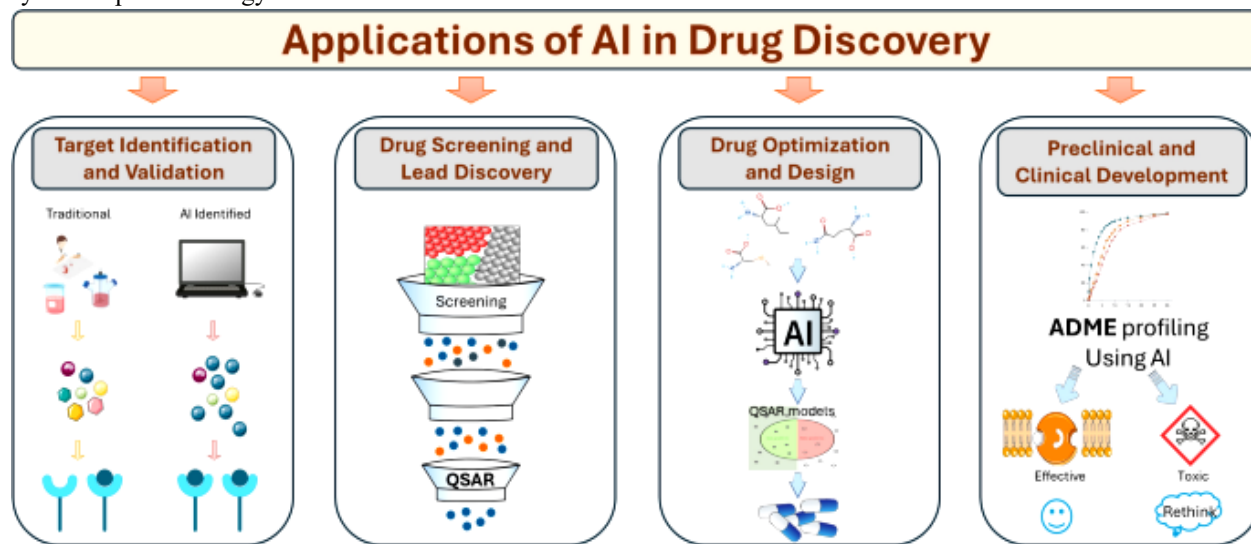 Applications of AI in Drug Discovery
Target Identification
and Validation
Traditional
AI Identified
Drug Screening and
Lead Discovery
Screening
QSAR
Drug Optimization
and Design
AI
QSAR models
Preclinical and
Clinical Development
ADME profiling
Using AI
Effective
Toxic
Rethink